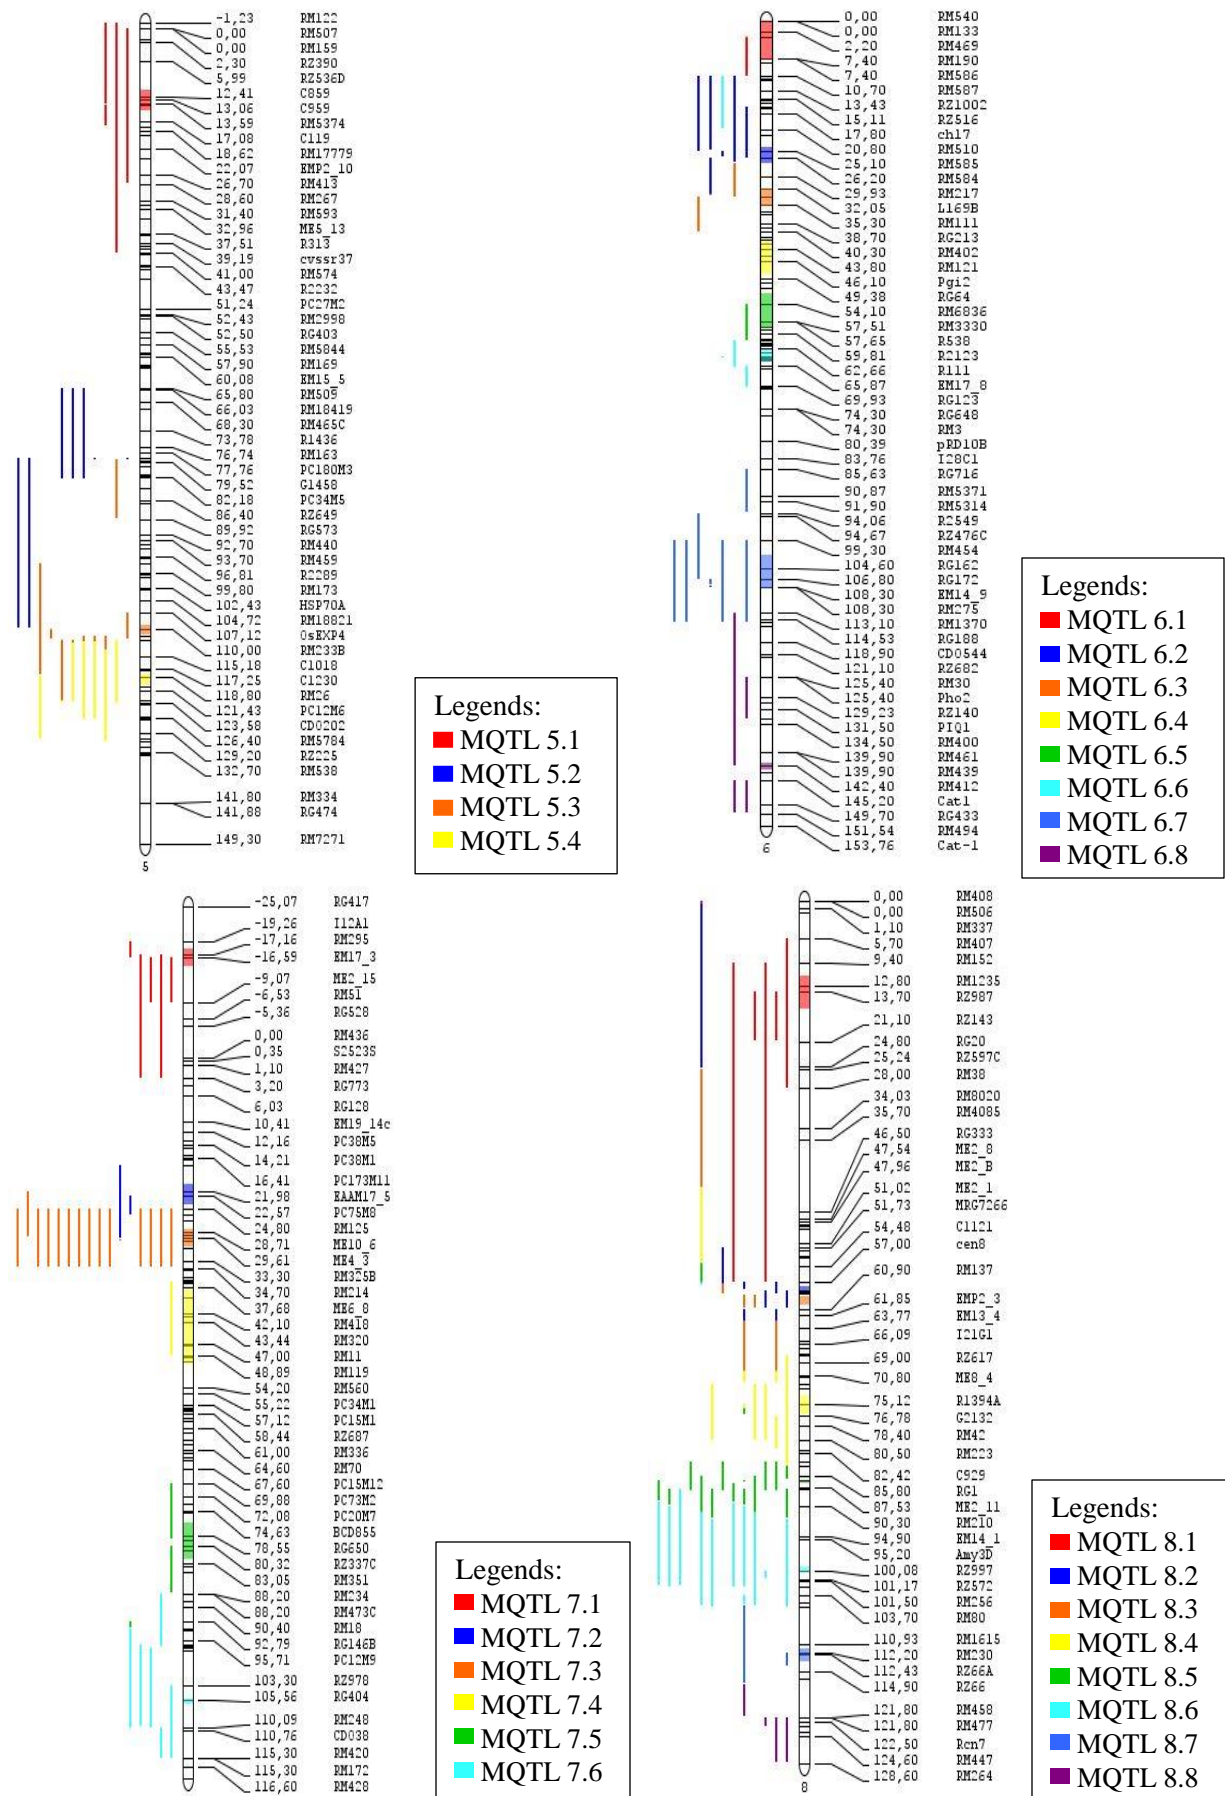 -1,23 RM122
0,00 RM507
0,00 RM159
2,30 RZ390
5,99 RZ536D
12,41 C859
13,06 C959
13,59 RM5374
17,08 C119
18,62 RM17779
22,07 EMP2_10
26,70 RM413
28,60 RM267
31,40 RM593
32,96 ME5_13
37,51 R313
39,19 cvssr37
41,00 RM574
43,47 R2232
51,24 PC27M2
52,43 RM2998
52,50 RG403
55,53 RM5844
57,90 RM169
60,08 EM15_5
65,80 RM509
66,03 RM18419
68,30 RM465C
73,78 R1436
76,74 RM163
77,76 PC180M3
79,52 G1458
82,18 PC34M5
86,40 RZ649
89,92 RG573
92,70 RM440
93,70 RM459
96,81 R2289
99,80 RM173
102,43 HSP70A
104,72 RM18821
107,12 OsEXP4
110,00 RM233B
115,18 C1018
117,25 C1230
118,80 RM26
121,43 PC12M6
123,58 CDO202
126,40 RM5784
129,20 RZ225
132,70 RM538
141,80 RM334
141,88 RG474
149,30 RM7271
5
Legends:
MQTL 5.1
MQTL 5.2
MQTL 5.3
MQTL 5.4
0,00 RM540
0,00 RM133
2,20 RM469
7,40 RM190
7,40 RM586
10,70 RM587
13,43 RZ1002
15,11 RZ516
17,80 ch17
20,80 RM510
25,10 RM585
26,20 RM584
29,93 RM217
32,05 L169B
35,30 RM111
38,70 RG213
40,30 RM402
43,80 RM121
46,10 Pgi2
49,38 RG64
54,10 RM6836
57,51 RM3330
57,65 R538
59,81 R2123
62,66 R111
65,87 EM17_8
69,93 RG123
74,30 RG648
74,30 RM3
80,39 pRD10B
83,76 I28C1
85,63 RG716
90,87 RM5371
91,90 RM5314
94,06 R2549
94,67 RZ476C
99,30 RM454
104,60 RG162
106,80 RG172
108,30 EM14_9
108,30 RM275
113,10 RM1370
114,53 RG188
118,90 CDO544
121,10 RZ682
125,40 RM30
125,40 Pho2
129,23 RZ140
131,50 PIQ1
134,50 RM400
139,90 RM461
139,90 RM439
142,40 RM412
145,20 Cat1
149,70 RG433
151,54 RM494
153,76 Cat-1
6
Legends:
MQTL 6.1
MQTL 6.2
MQTL 6.3
MQTL 6.4
MQTL 6.5
MQTL 6.6
MQTL 6.7
MQTL 6.8
-25,07 RG417
-19,26 I12A1
-17,16 RM295
-16,59 EM17_3
-9,07 ME2_15
-6,53 RM51
-5,36 RG528
0,00 RM436
0,35 S2523S
1,10 RM427
3,20 RG773
6,03 RG128
10,41 EM19_14c
12,16 PC38M5
14,21 PC38M1
16,41 PC173M11
21,98 EAAM17_5
22,57 PC75M8
24,80 RM125
28,71 ME10_6
29,61 ME4_3
33,30 RM325B
34,70 RM214
37,68 ME6_8
42,10 RM418
43,44 RM320
47,00 RM11
48,89 RM119
54,20 RM560
55,22 PC34M1
57,12 PC15M1
58,44 RZ687
61,00 RM336
64,60 RM70
67,60 PC15M12
69,88 PC73M2
72,08 PC20M7
74,63 BCD855
78,55 RG650
80,32 RZ337C
83,05 RM351
88,20 RM234
88,20 RM473C
90,40 RM18
92,79 RG146B
95,71 PC12M9
103,30 RZ978
105,56 RG404
110,09 RM248
110,76 CDO38
115,30 RM420
115,30 RM172
116,60 RM428
Legends:
MQTL 7.1
MQTL 7.2
MQTL 7.3
MQTL 7.4
MQTL 7.5
MQTL 7.6
0,00 RM408
0,00 RM506
1,10 RM337
5,70 RM407
9,40 RM152
12,80 RM1235
13,70 RZ987
21,10 RZ143
24,80 RG20
25,24 RZ597C
28,00 RM38
34,03 RM8020
35,70 RM4085
46,50 RG333
47,54 ME2_8
47,96 ME2_B
51,02 ME2_1
51,73 MRG7266
54,48 C1121
57,00 cen8
60,90 RM137
61,85 EMP2_3
63,77 EM13_4
66,09 I21G1
69,00 RZ617
70,80 ME8_4
75,12 R1394A
76,78 G2132
78,40 RM42
80,50 RM223
82,42 C929
85,80 RG1
87,53 ME2_11
90,30 RM210
94,90 EM14_1
95,20 Amy3D
100,08 RZ997
101,17 RZ572
101,50 RM256
103,70 RM80
110,93 RM1615
112,20 RM230
112,43 RZ66A
114,90 RZ66
121,80 RM458
121,80 RM477
122,50 Rcn7
124,60 RM447
128,60 RM264
8
Legends:
MQTL 8.1
MQTL 8.2
MQTL 8.3
MQTL 8.4
MQTL 8.5
MQTL 8.6
MQTL 8.7
MQTL 8.8